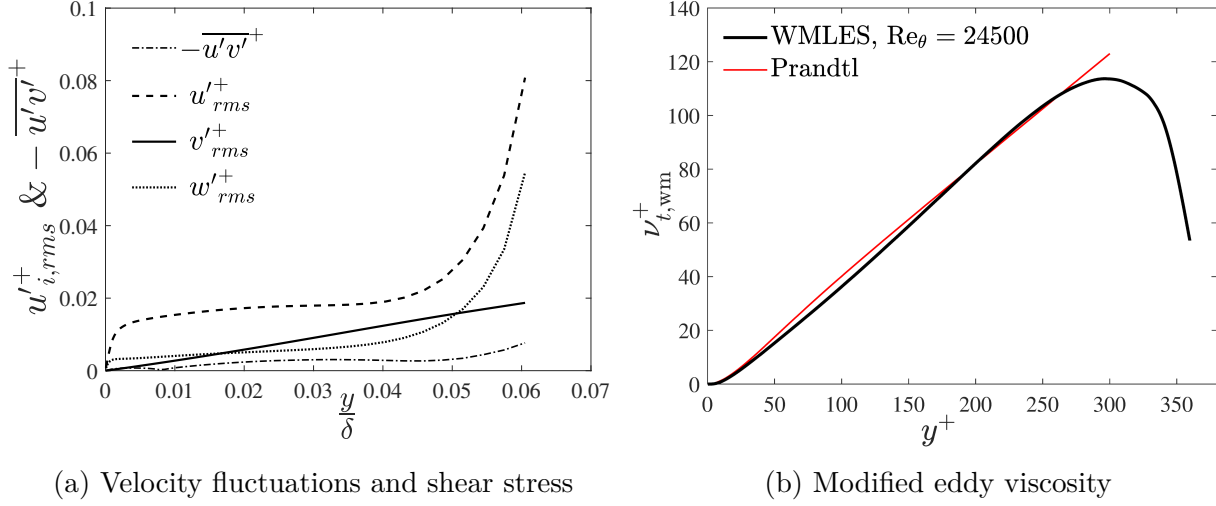 0.1
0.08
0.06
0.04
0.02
0
u′⁺ᵢ,rms & −u′v′⁺
−u′v′⁺
u′⁺rms
v′⁺rms
w′⁺rms
0 0.01 0.02 0.03 0.04 0.05 0.06 0.07
y
δ
(a) Velocity fluctuations and shear stress
140
120
100
80
60
40
20
0
ν⁺t,wm
WMLES, Reθ = 24500
Prandtl
0 50 100 150 200 250 300 350
y⁺
(b) Modified eddy viscosity